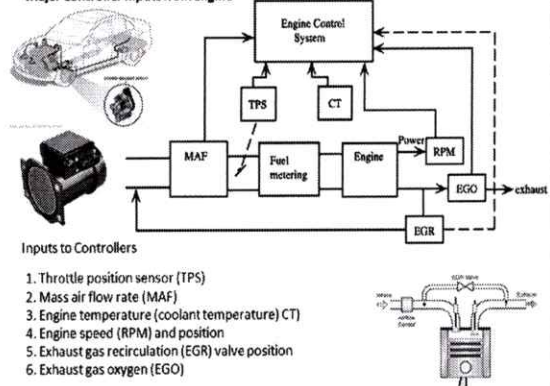 Engine Control
System
TPS
CT
MAF
Fuel
metering
Engine
Power
RPM
EGO
exhaust
EGR
Inputs to Controllers
1. Throttle position sensor (TPS)
2. Mass air flow rate (MAF)
3. Engine temperature (coolant temperature) CT)
4. Engine speed (RPM) and position
5. Exhaust gas recirculation (EGR) valve position
6. Exhaust gas oxygen (EGO)